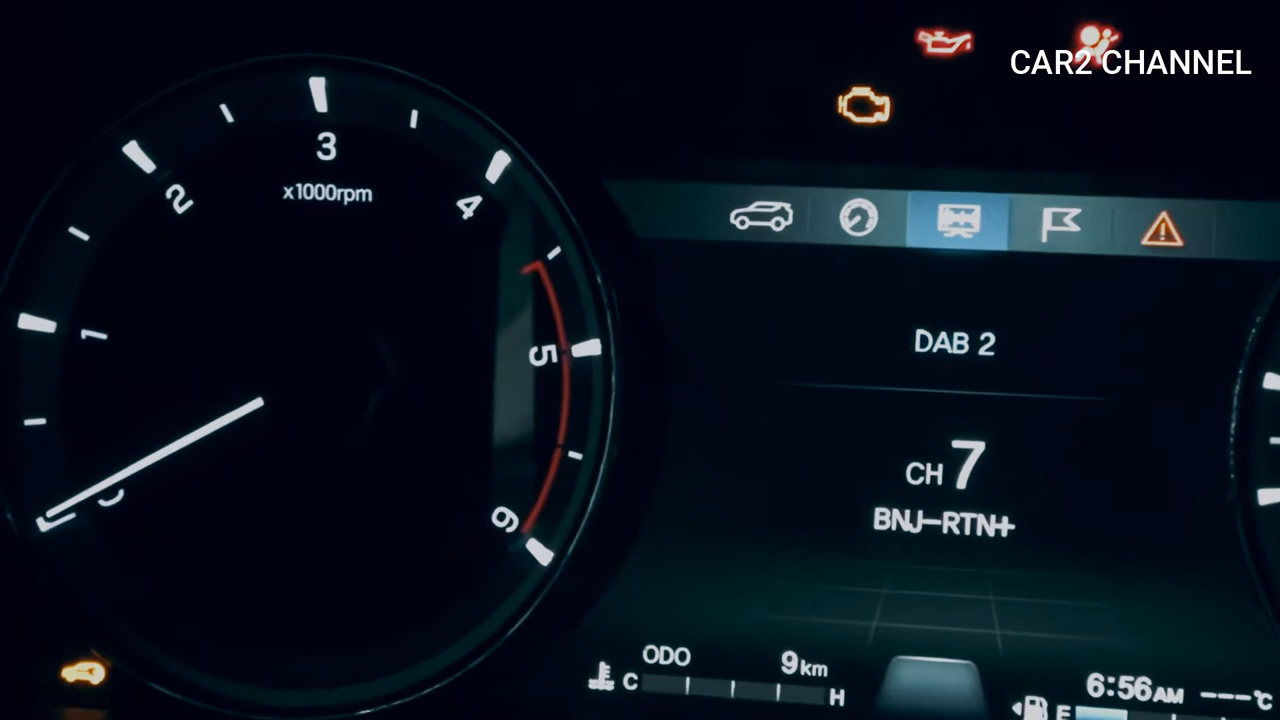 CAR2 CHANNEL
3
x1000rpm
2
4
1
5
6
DAB 2
CH 7
BNJ-RTN+
ODO 9km
C H
6:56AM ---°C
E